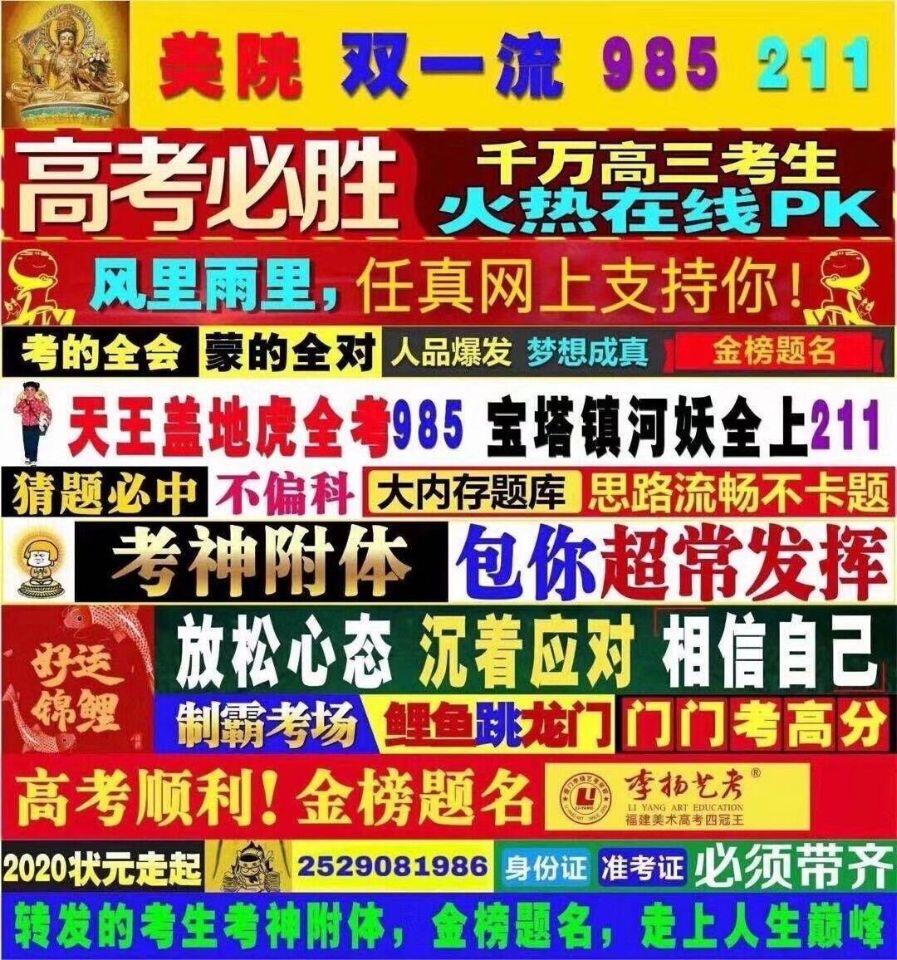 美院 双一流 985 211
高考必胜
千万高三考生
火热在线PK
风里雨里，任真网上支持你！
考的全会 蒙的全对 人品爆发 梦想成真 金榜题名
天王盖地虎全考985 宝塔镇河妖全上211
猜题必中 不偏科 大内存题库 思路流畅不卡题
考神附体 包你超常发挥
好运
锦鲤
放松心态 沉着应对 相信自己
制霸考场 鲤鱼跳龙门 门门考高分
高考顺利！金榜题名
李扬艺考®
LI YANG ART EDUCATION
福建美术高考四冠王
2020状元走起 2529081986 身份证 准考证 必须带齐
转发的考生考神附体，金榜题名，走上人生巅峰